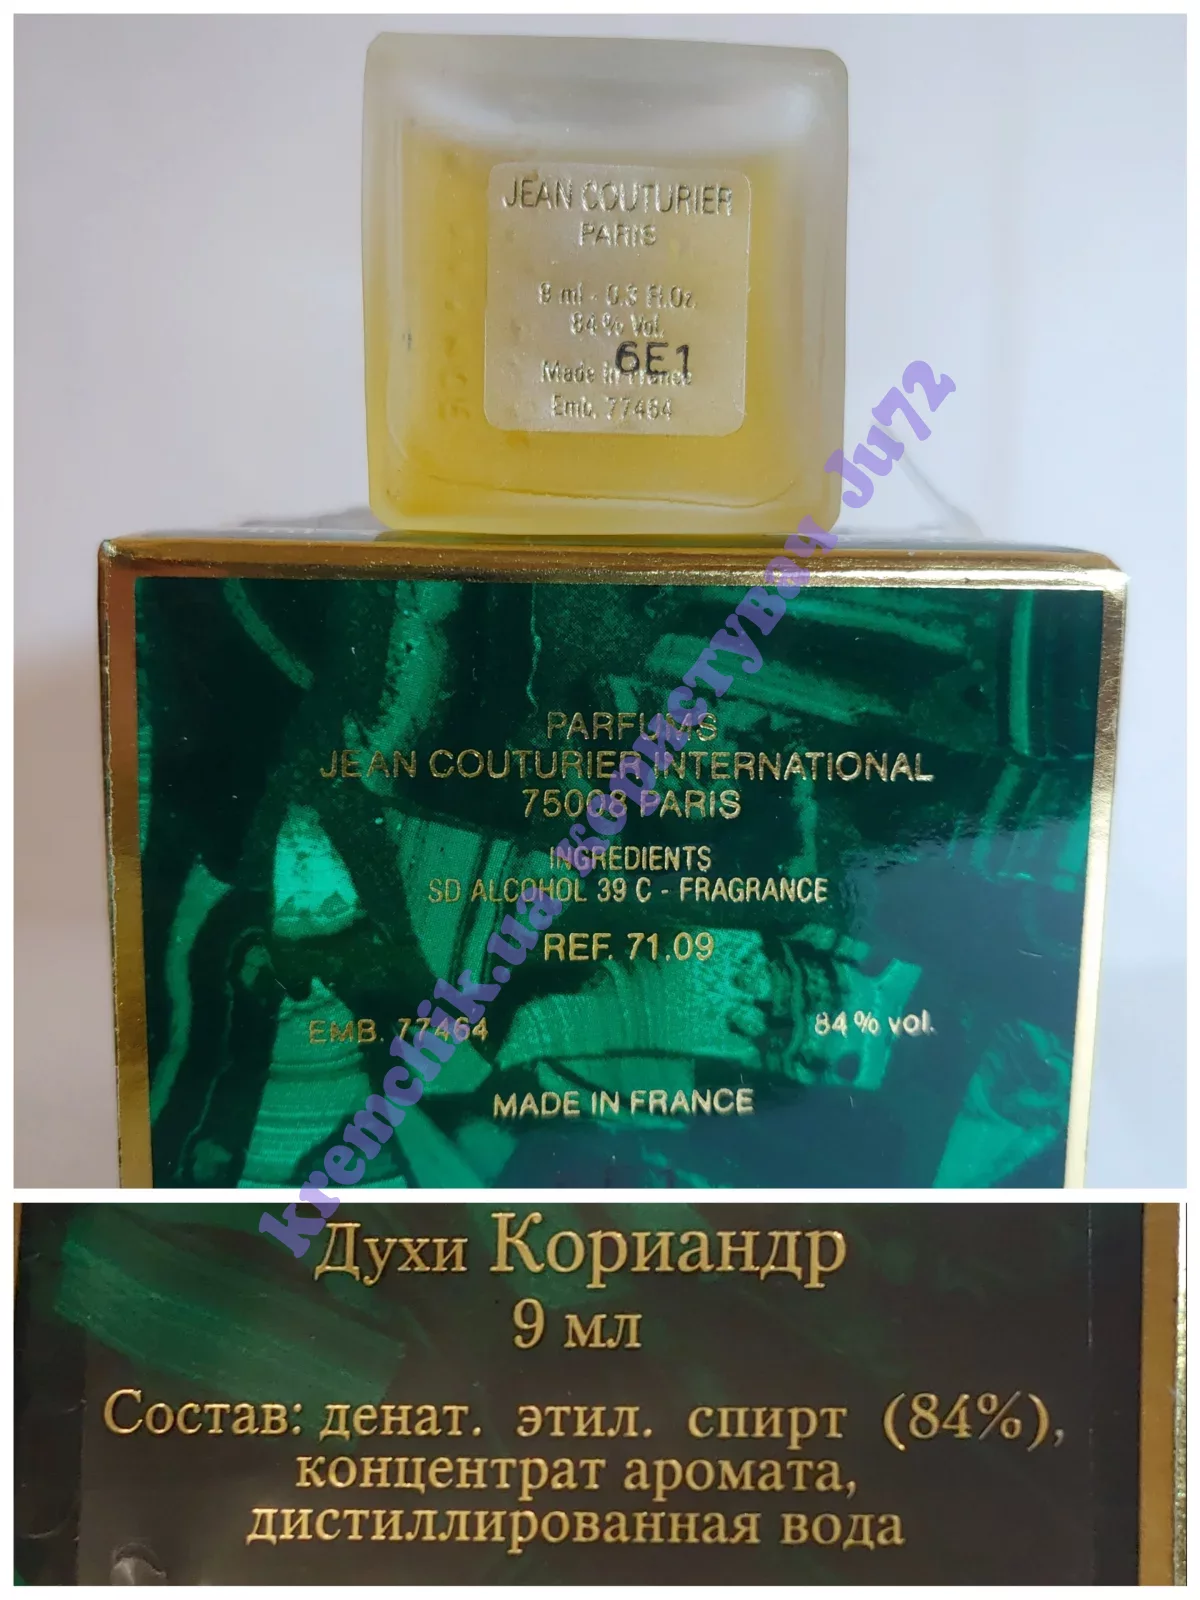 JEAN COUTURIER
PARIS
9 ml - 0.3 Fl.Oz.
84% Vol.
6E1
Made in France
Emb. 77464
PARFUMS
JEAN COUTURIER INTERNATIONAL
75008 PARIS
INGREDIENTS
SD ALCOHOL 39 C - FRAGRANCE
REF. 71.09
EMB. 77464
84% vol.
MADE IN FRANCE
kremchik.ua користувач Ju72
Духи Кориандр
9 мл
Состав: денат. этил. спирт (84%),
концентрат аромата,
дистиллированная вода